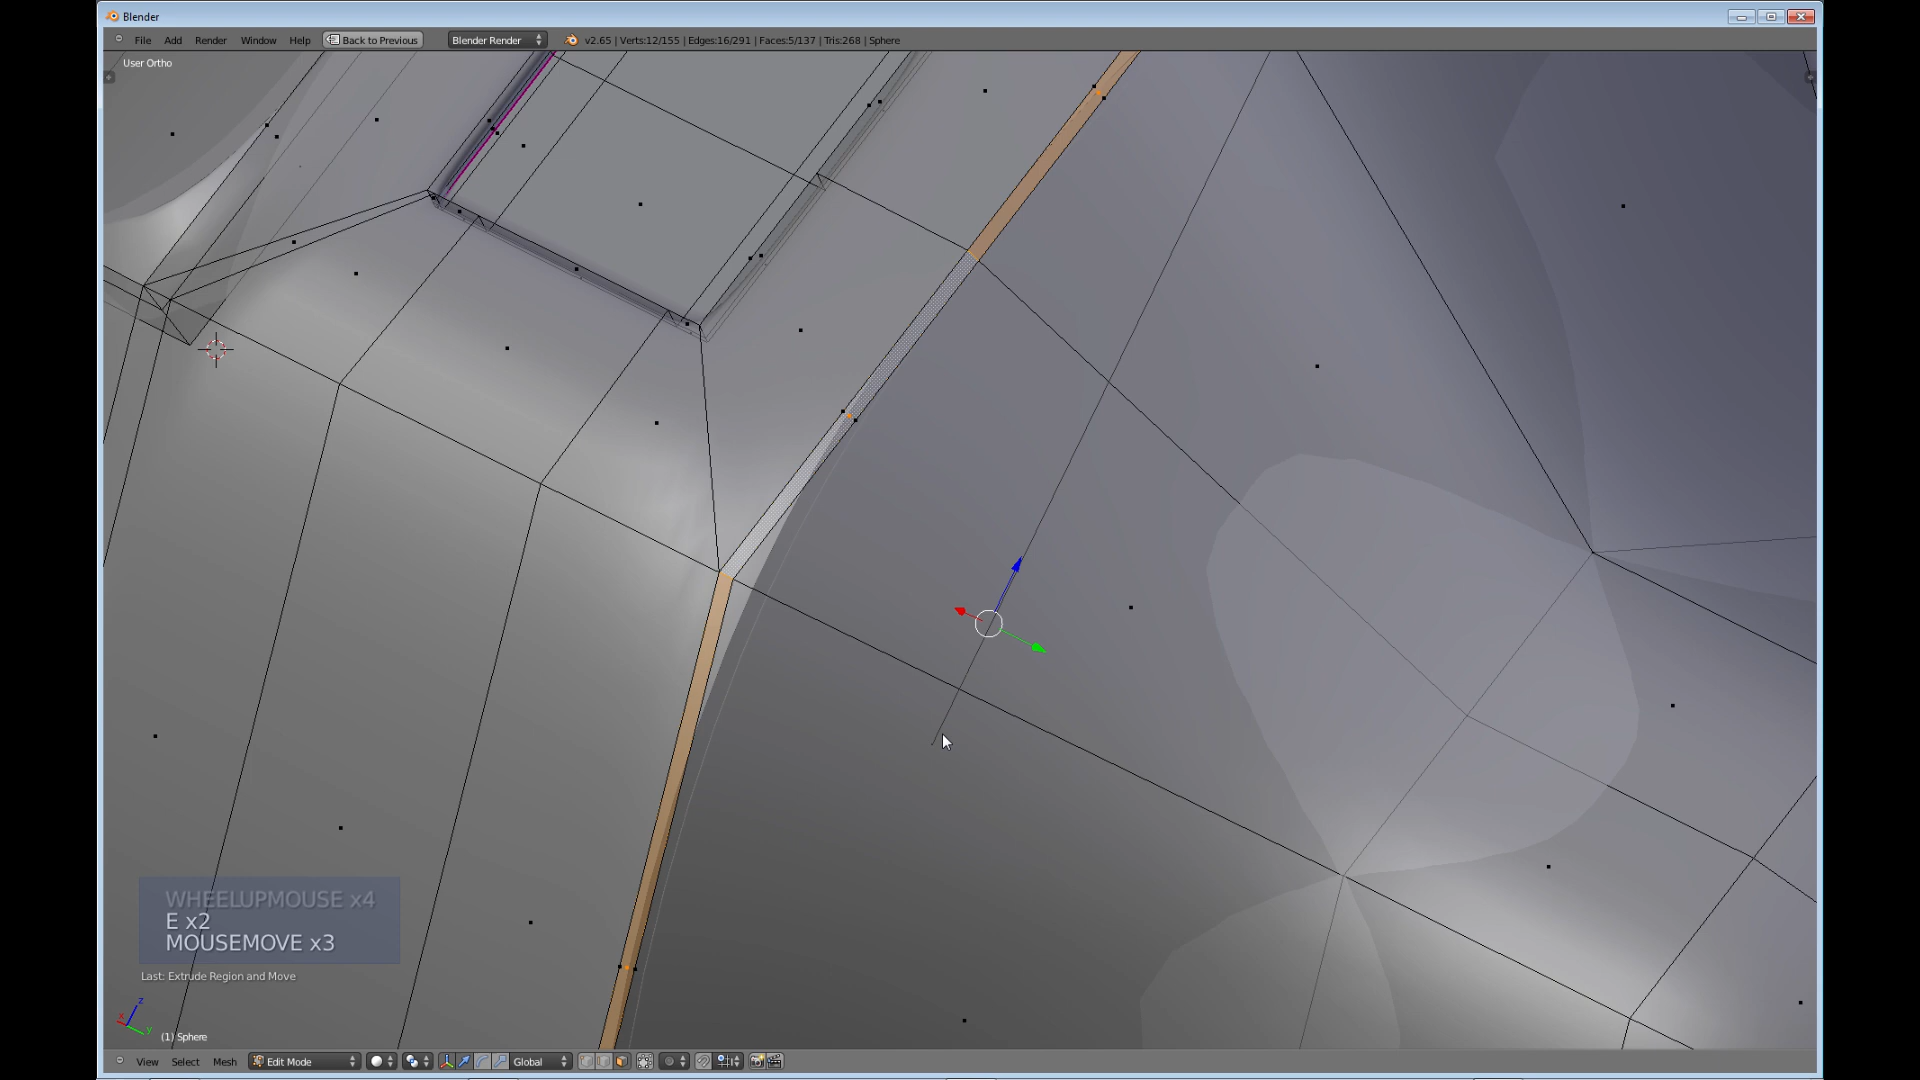 Blender
File Add Render Window Help Back to Previous Blender Render v2.65 | Verts:12/155 | Edges:16/291 | Faces:5/137 | Tris:268 | Sphere
User Ortho
WHEELUPMOUSE x4
E x2
MOUSEMOVE x3
Last: Extrude Region and Move
z
x
y
(1) Sphere
View Select Mesh Edit Mode Global